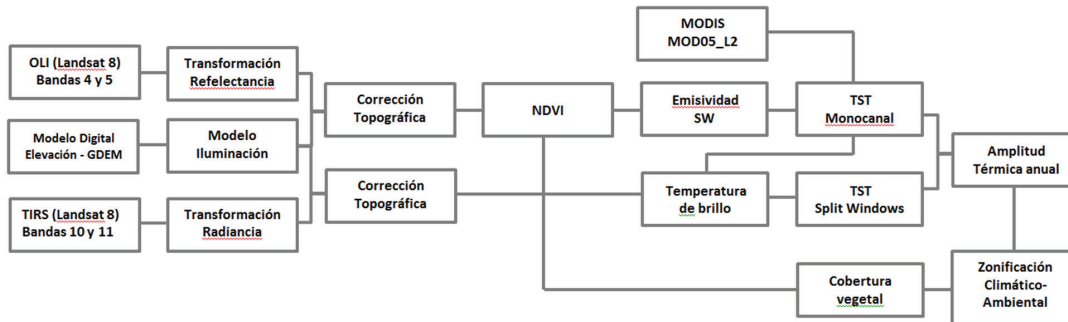 MODIS
MOD05_L2
OLI (Landsat 8)
Bandas 4 y 5
Transformación
Refelectancia
Corrección
Topográfica
NDVI
Emisividad
SW
TST
Monocanal
Modelo Digital
Elevación - GDEM
Modelo
Iluminación
Amplitud
Térmica anual
Corrección
Topográfica
Temperatura
de brillo
TST
Split Windows
TIRS (Landsat 8)
Bandas 10 y 11
Transformación
Radiancia
Cobertura
vegetal
Zonificación
Climático-
Ambiental